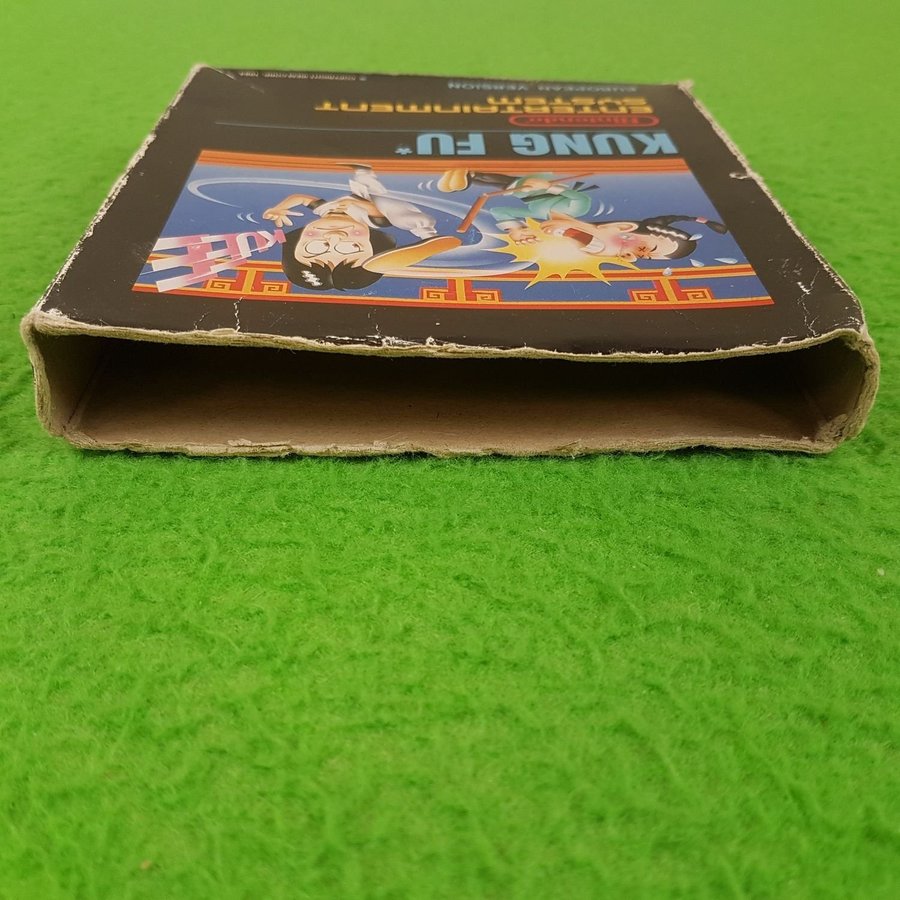 KUNG FU*
Nintendo
ENTERTAINMENT
SYSTEM
EUROPEAN VERSION